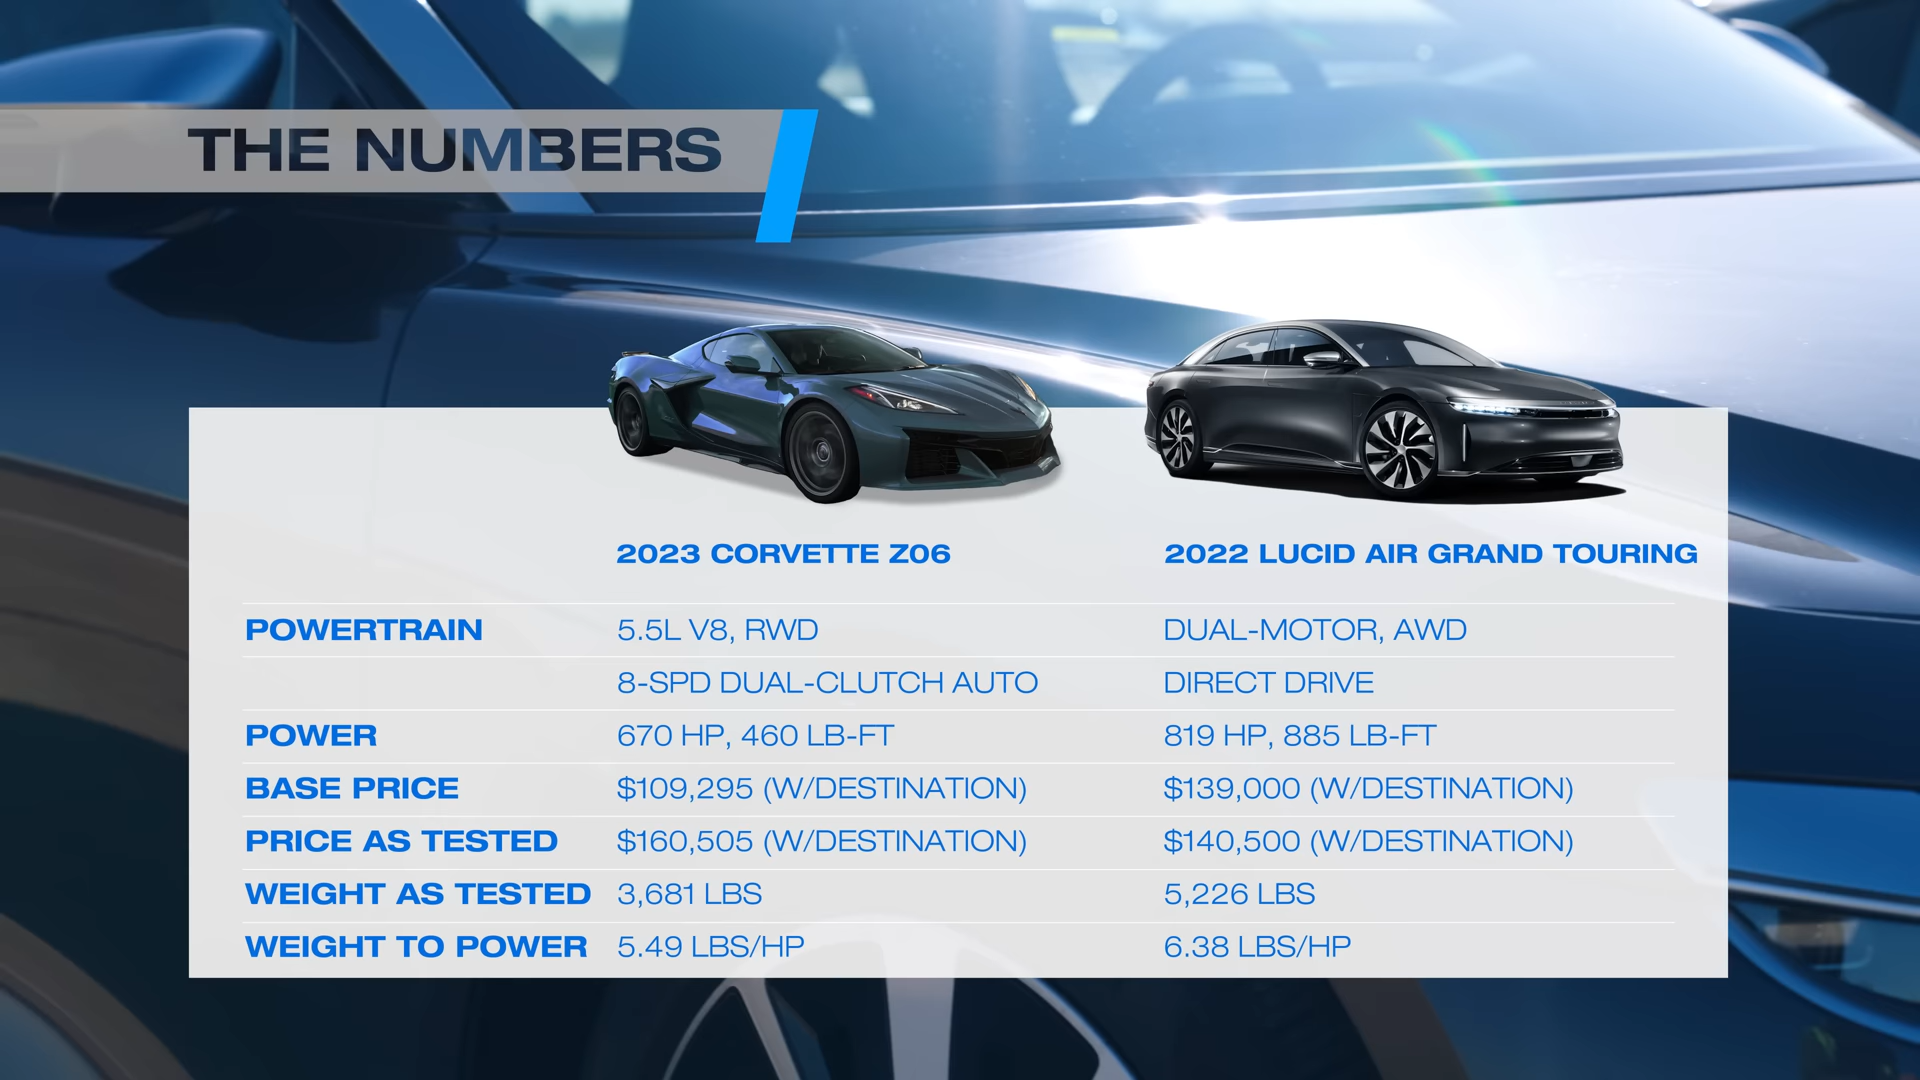 THE NUMBERS
2023 CORVETTE Z06 2022 LUCID AIR GRAND TOURING
POWERTRAIN 5.5L V8, RWD DUAL-MOTOR, AWD
8-SPD DUAL-CLUTCH AUTO DIRECT DRIVE
POWER 670 HP, 460 LB-FT 819 HP, 885 LB-FT
BASE PRICE $109,295 (W/DESTINATION) $139,000 (W/DESTINATION)
PRICE AS TESTED $160,505 (W/DESTINATION) $140,500 (W/DESTINATION)
WEIGHT AS TESTED 3,681 LBS 5,226 LBS
WEIGHT TO POWER 5.49 LBS/HP 6.38 LBS/HP